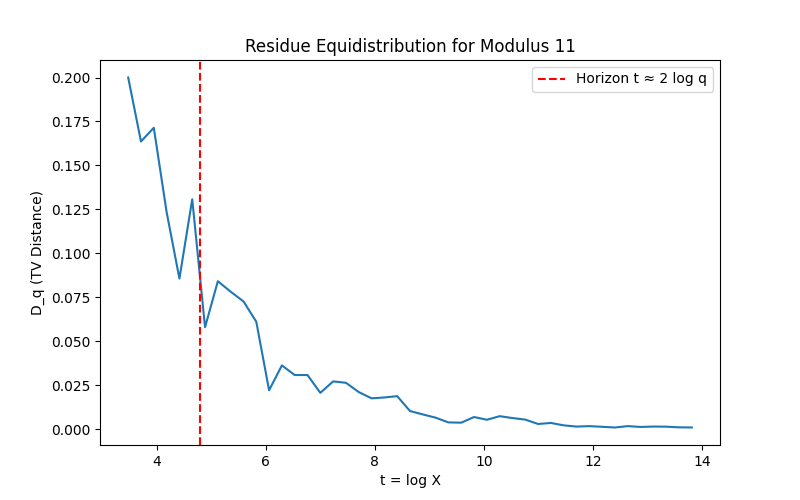 Residue Equidistribution for Modulus 11
Horizon t ≈ 2 log q
D_q (TV Distance)
0.200
0.175
0.150
0.125
0.100
0.075
0.050
0.025
0.000
4 6 8 10 12 14
t = log X